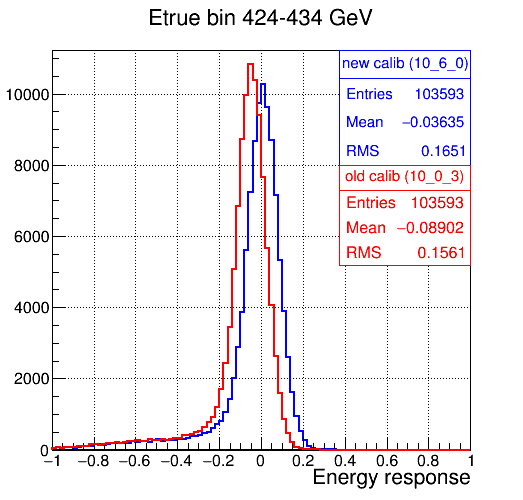 Etrue bin 424-434 GeV
new calib (10_6_0)
Entries 103593
Mean −0.03635
RMS 0.1651
old calib (10_0_3)
Entries 103593
Mean −0.08902
RMS 0.1561
10000
8000
6000
4000
2000
0
−1 −0.8 −0.6 −0.4 −0.2 0 0.2 0.4 0.6 0.8 1
Energy response